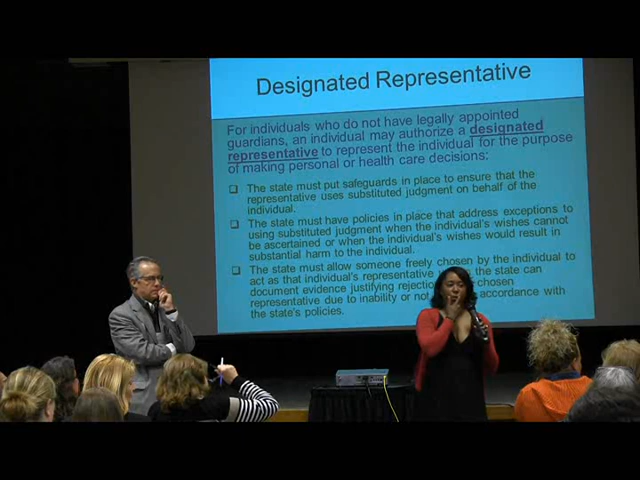 Designated Representative
For individuals who do not have legally appointed
guardians, an individual may authorize a designated
representative to represent the individual for the purpose
of making personal or health care decisions:
The state must put safeguards in place to ensure that the
representative uses substituted judgment on behalf of the
individual.
The state must have policies in place that address exceptions to
using substituted judgment when the individual's wishes cannot
be ascertained or when the individual's wishes would result in
substantial harm to the individual.
The state must allow someone freely chosen by the individual to
act as that individual's representative the state can
document evidence justifying rejection chosen
representative due to inability or not accordance with
the state's policies.